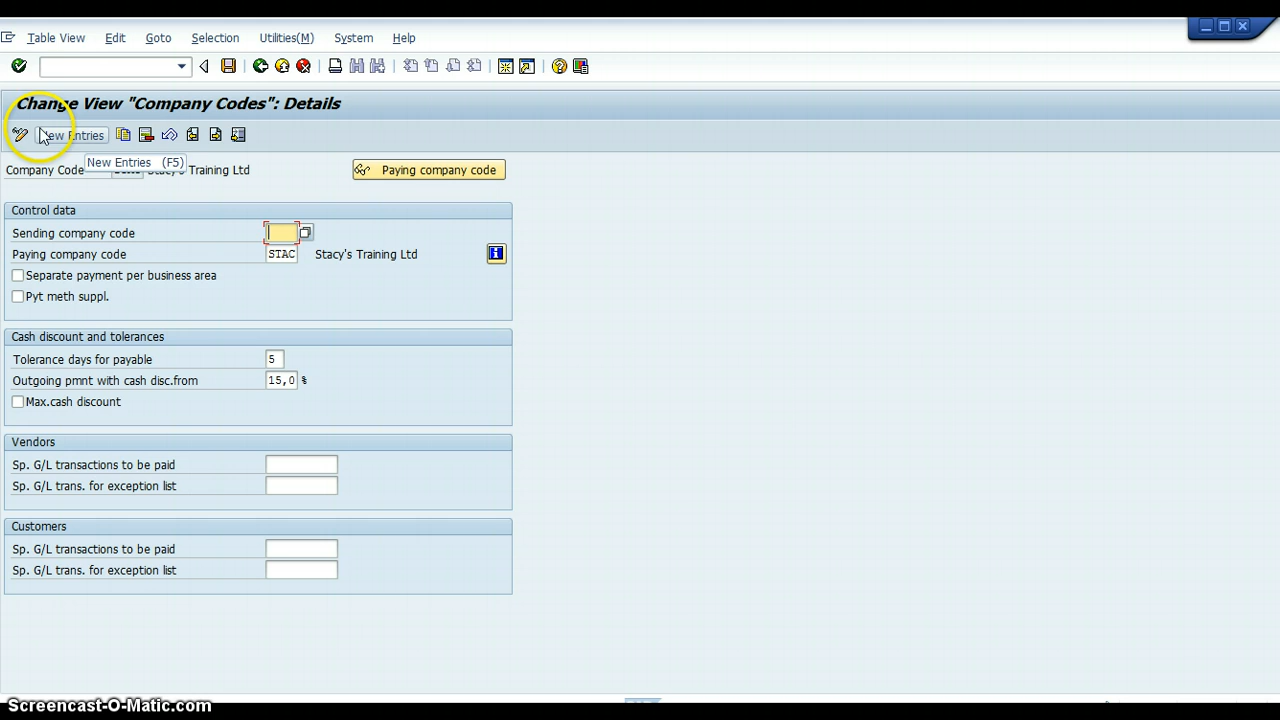 Table View Edit Goto Selection Utilities(M) System Help
Change View "Company Codes": Details
New Entries
New Entries (F5)
Company Code Stacy's Training Ltd Paying company code
Control data
Sending company code
Paying company code STAC Stacy's Training Ltd
Separate payment per business area
Pyt meth suppl.
Cash discount and tolerances
Tolerance days for payable 5
Outgoing pmnt with cash disc.from 15,0 %
Max.cash discount
Vendors
Sp. G/L transactions to be paid
Sp. G/L trans. for exception list
Customers
Sp. G/L transactions to be paid
Sp. G/L trans. for exception list
Screencast-O-Matic.com